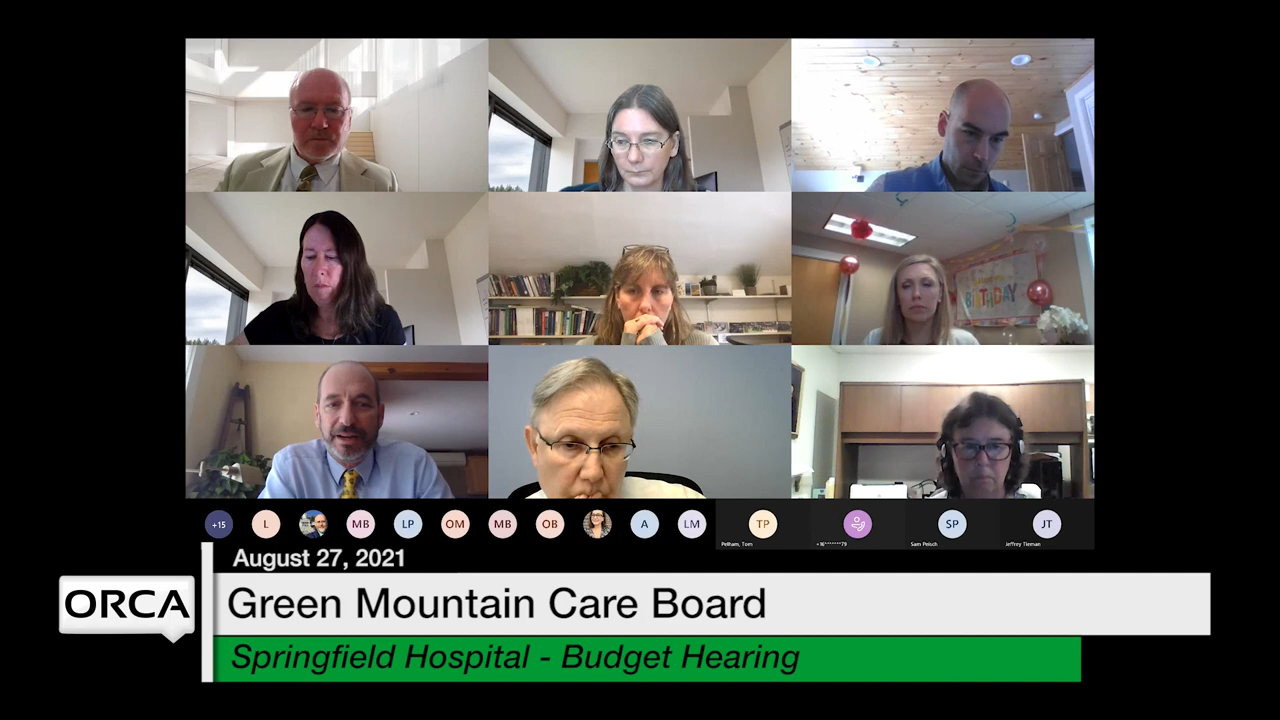 BIRTHDAY
+15
L
MB
LP
OM
MB
OB
A
LM
TP
SP
JT
Pelham, Tom
Sam Peisch
Jeffrey Tieman
August 27, 2021
ORCA
Green Mountain Care Board
Springfield Hospital - Budget Hearing